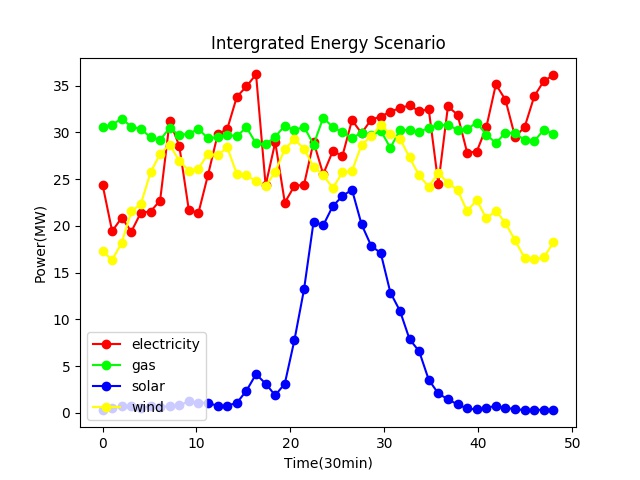 Intergrated Energy Scenario
Power(MW)
35
30
25
20
15
10
5
0
electricity
gas
solar
wind
0 10 20 30 40 50
Time(30min)